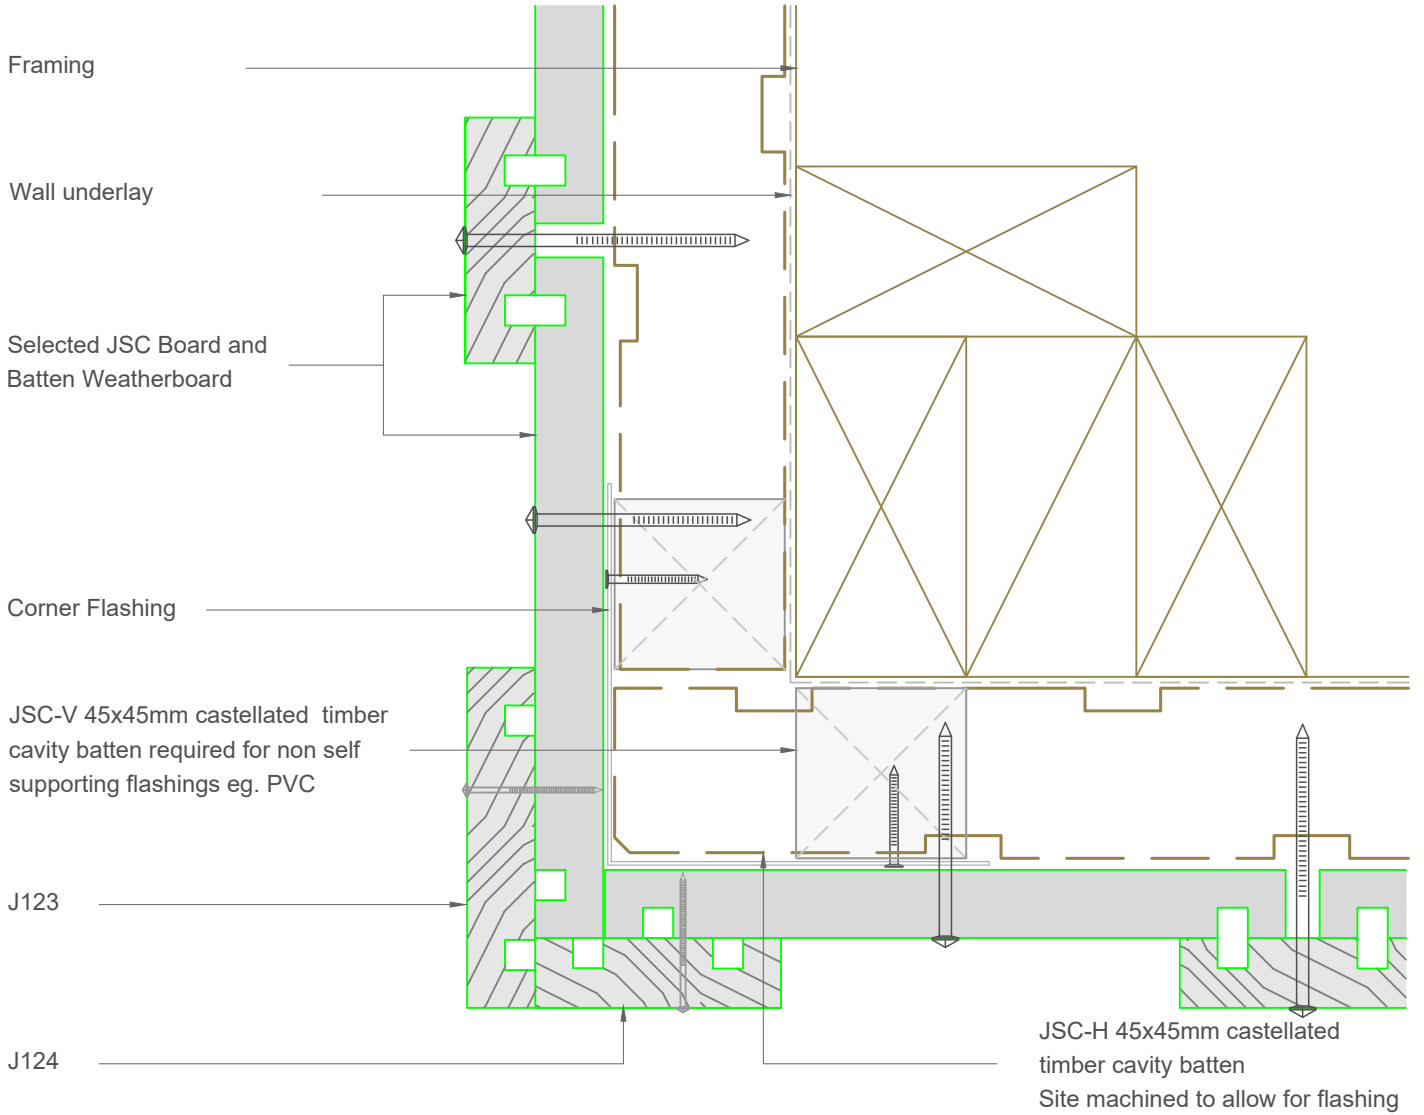 Framing
Wall underlay
Selected JSC Board and
Batten Weatherboard
Corner Flashing
JSC-V 45x45mm castellated timber
cavity batten required for non self
supporting flashings eg. PVC
J123
J124
JSC-H 45x45mm castellated
timber cavity batten
Site machined to allow for flashing